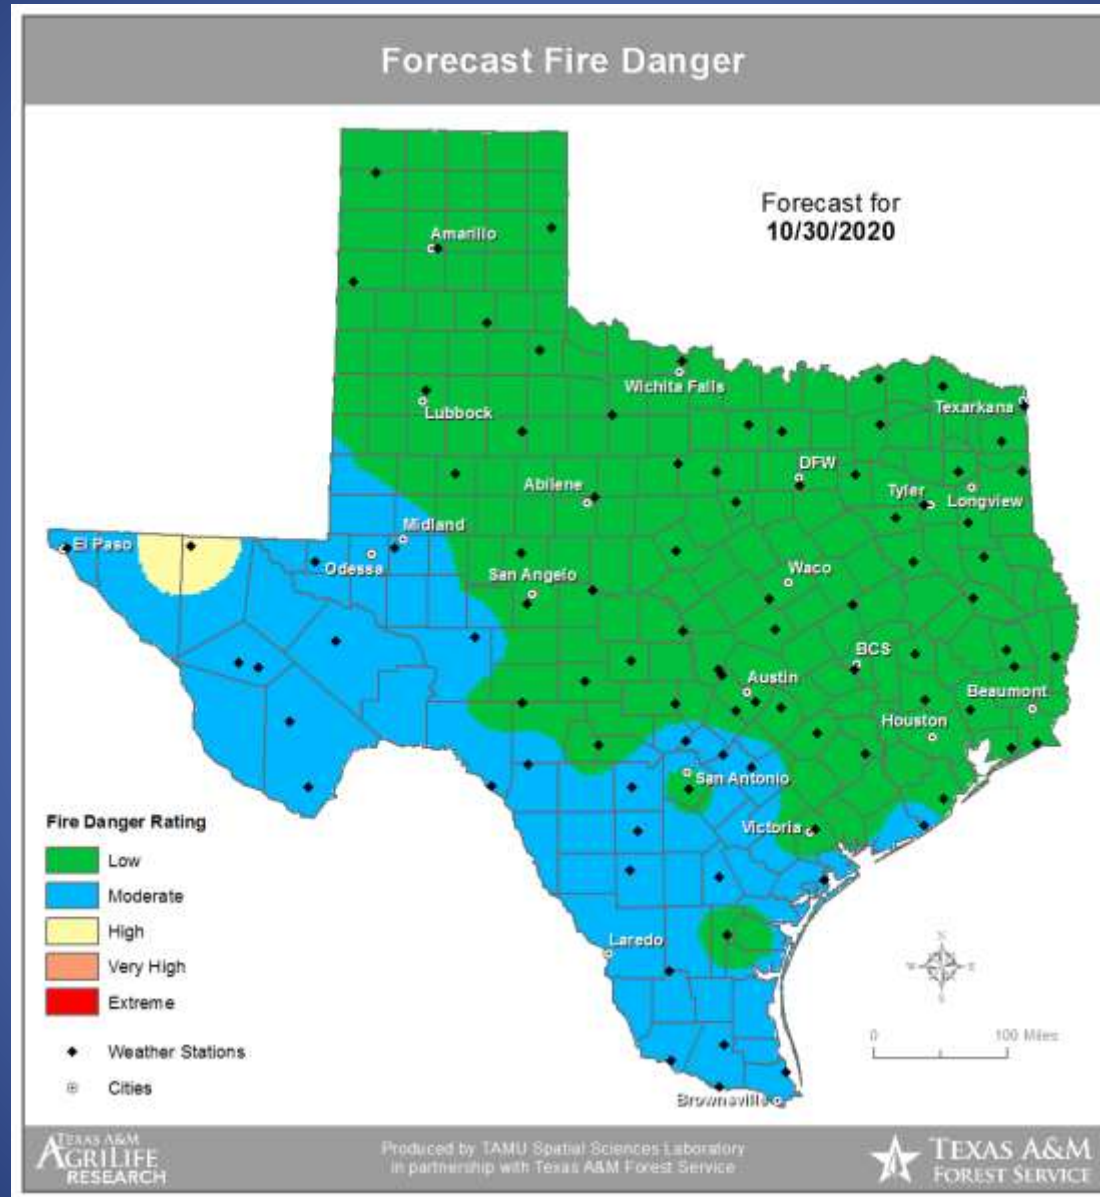 Forecast Fire Danger
Forecast for
10/30/2020
Amarillo
Wichita Falls
Lubbock
Texarkana
DFW
Abilene
Tyler
Longview
Midland
El Paso
Odessa
San Angelo
Waco
BCS
Austin
Beaumont
Houston
San Antonio
Victoria
Laredo
Brownsville
Fire Danger Rating
Low
Moderate
High
Very High
Extreme
Weather Stations
Cities
N
W
E
S
0
100 Miles
TEXAS A&M
AGRILIFE
RESEARCH
Produced by TAMU Spatial Sciences Laboratory
in partnership with Texas A&M Forest Service
TEXAS A&M
FOREST SERVICE